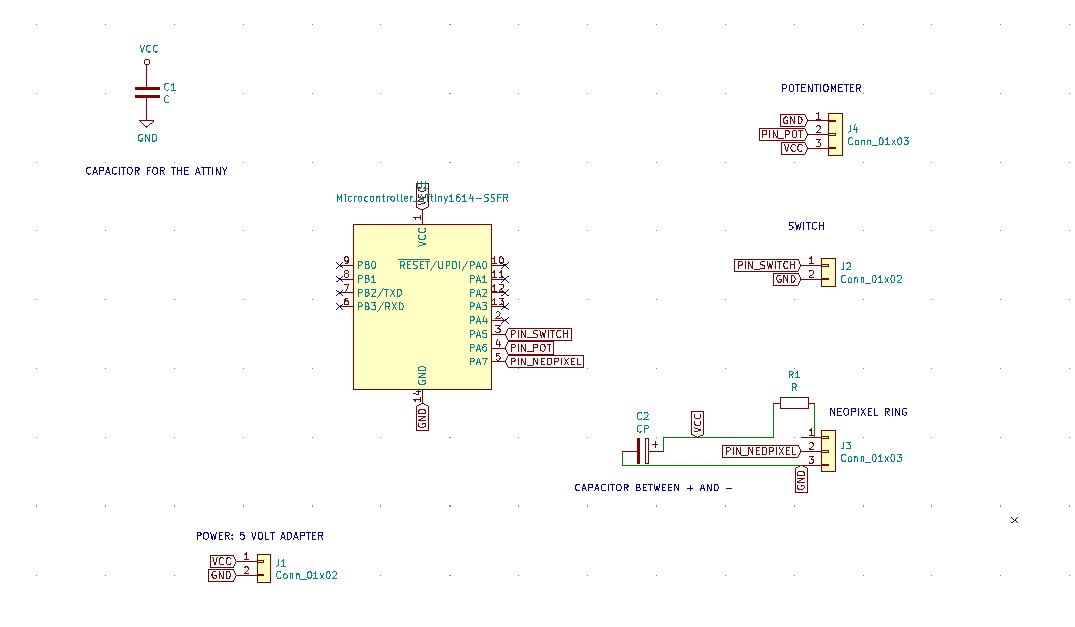 VCC
C1
C
GND
CAPACITOR FOR THE ATTINY
POTENTIOMETER
GND 1
PIN_POT 2
VCC 3
J4
Conn_01x03
VCC
ATtiny1614-SSFR
1
VCC
9 PB0
8 PB1
7 PB2/TXD
6 PB3/RXD
RESET/UPDI/PA0 10
PA1 11
PA2 12
PA3 13
PA4 2
PA5 3 PIN_SWITCH
PA6 4 PIN_POT
PA7 5 PIN_NEOPIXEL
GND
14
GND
SWITCH
PIN_SWITCH 1
GND 2
J2
Conn_01x02
R1
R
NEOPIXEL RING
C2
CP
+
VCC
1
PIN_NEOPIXEL 2
3
J3
Conn_01x03
GND
CAPACITOR BETWEEN + AND -
POWER: 5 VOLT ADAPTER
VCC 1
GND 2
J1
Conn_01x02